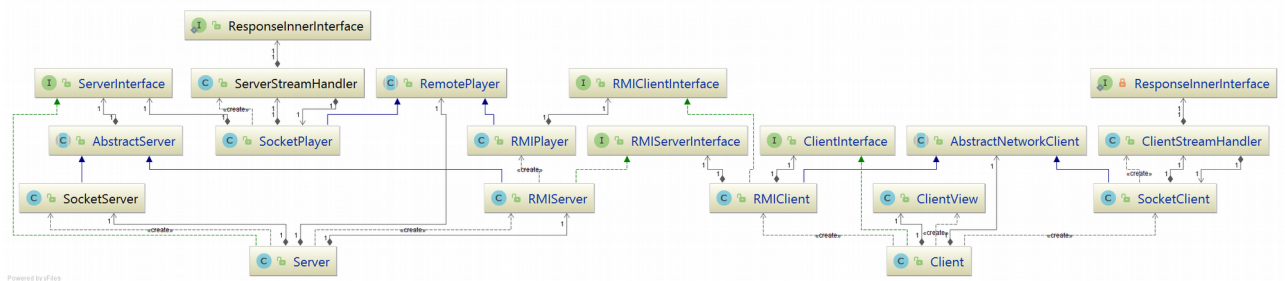 ResponseInnerInterface
ServerInterface ServerStreamHandler RemotePlayer RMIClientInterface ResponseInnerInterface
«create»
AbstractServer SocketPlayer RMIPlayer RMIServerInterface ClientInterface AbstractNetworkClient ClientStreamHandler
«create» «create»
SocketServer RMIServer RMIClient ClientView SocketClient
«create» «create» «create» «create» «create»
Server Client
Powered by yFiles